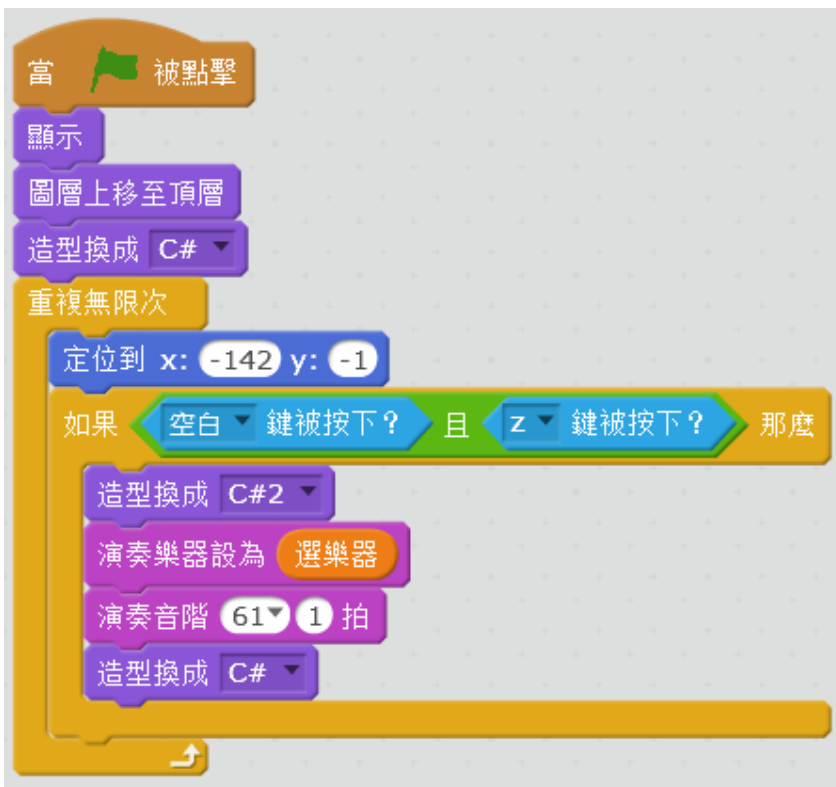 當 被點擊
顯示
圖層上移至頂層
造型換成 C#
重複無限次
定位到 x: -142 y: -1
如果 空白 鍵被按下？ 且 z 鍵被按下？ 那麼
造型換成 C#2
演奏樂器設為 選樂器
演奏音階 61 1 拍
造型換成 C#